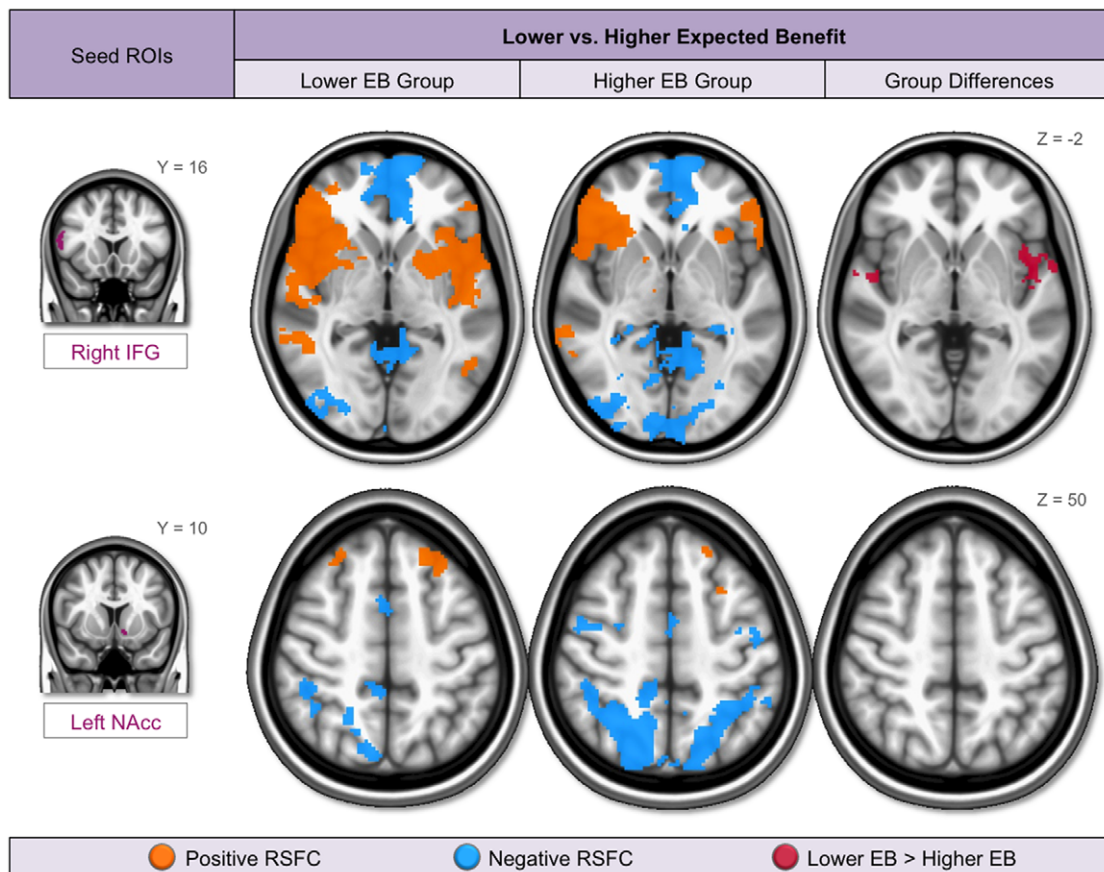 Seed ROIs
Lower vs. Higher Expected Benefit
Lower EB Group
Higher EB Group
Group Differences
Y = 16
Z = -2
Right IFG
Y = 10
Z = 50
Left NAcc
Positive RSFC
Negative RSFC
Lower EB > Higher EB